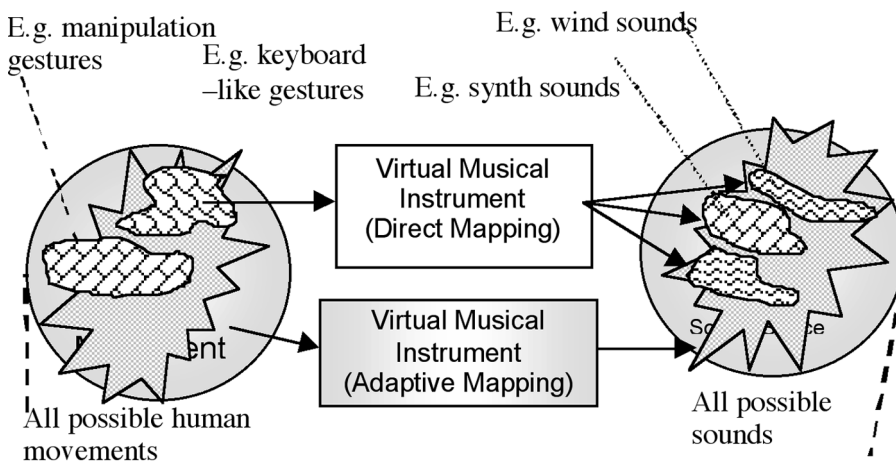 E.g. manipulation
gestures
E.g. keyboard
–like gestures
E.g. wind sounds
E.g. synth sounds
Virtual Musical
Instrument
(Direct Mapping)
Virtual Musical
Instrument
(Adaptive Mapping)
All possible human
movements
All possible
sounds